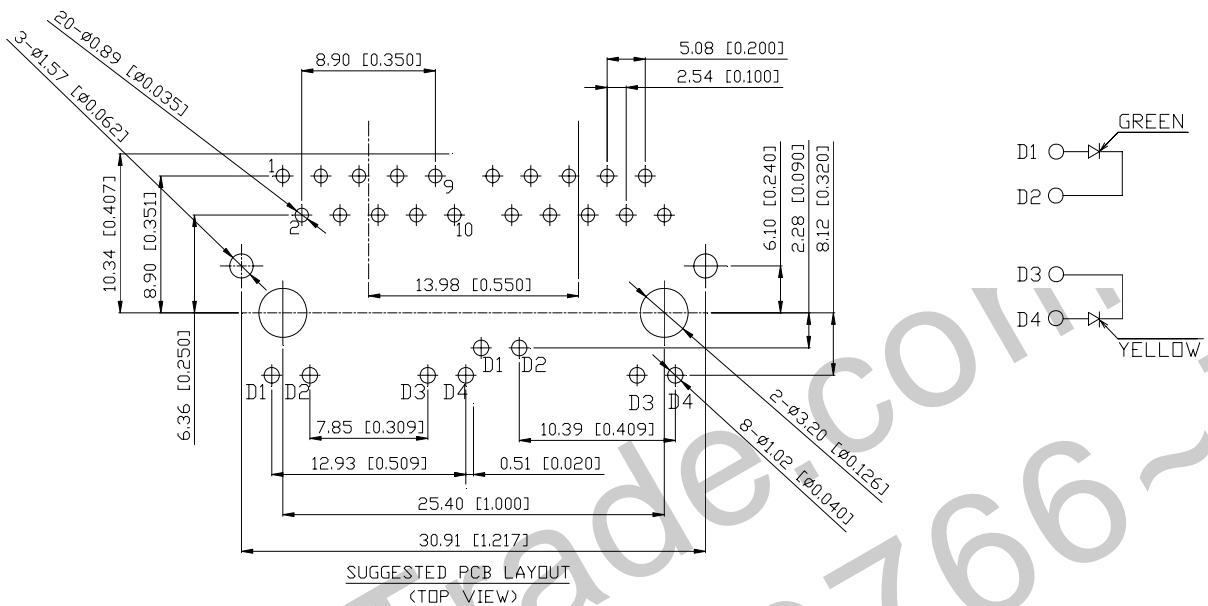 20-ø0.89 [ø0.035]
3-ø1.57 [ø0.062]
8.90 [0.350]
5.08 [0.200]
2.54 [0.100]
1
9
2
10
10.34 [0.407]
8.90 [0.351]
6.36 [0.250]
13.98 [0.550]
6.10 [0.240]
2.28 [0.090]
8.12 [0.320]
D1 D2
D1 D2 D3 D4 D3 D4
7.85 [0.309]
10.39 [0.409]
12.93 [0.509]
0.51 [0.020]
25.40 [1.000]
30.91 [1.217]
2-ø3.20 [ø0.126]
8-ø1.02 [ø0.040]
SUGGESTED PCB LAYOUT
(TOP VIEW)
GREEN
D1
D2
D3
D4
YELLOW
Trade.com
766~